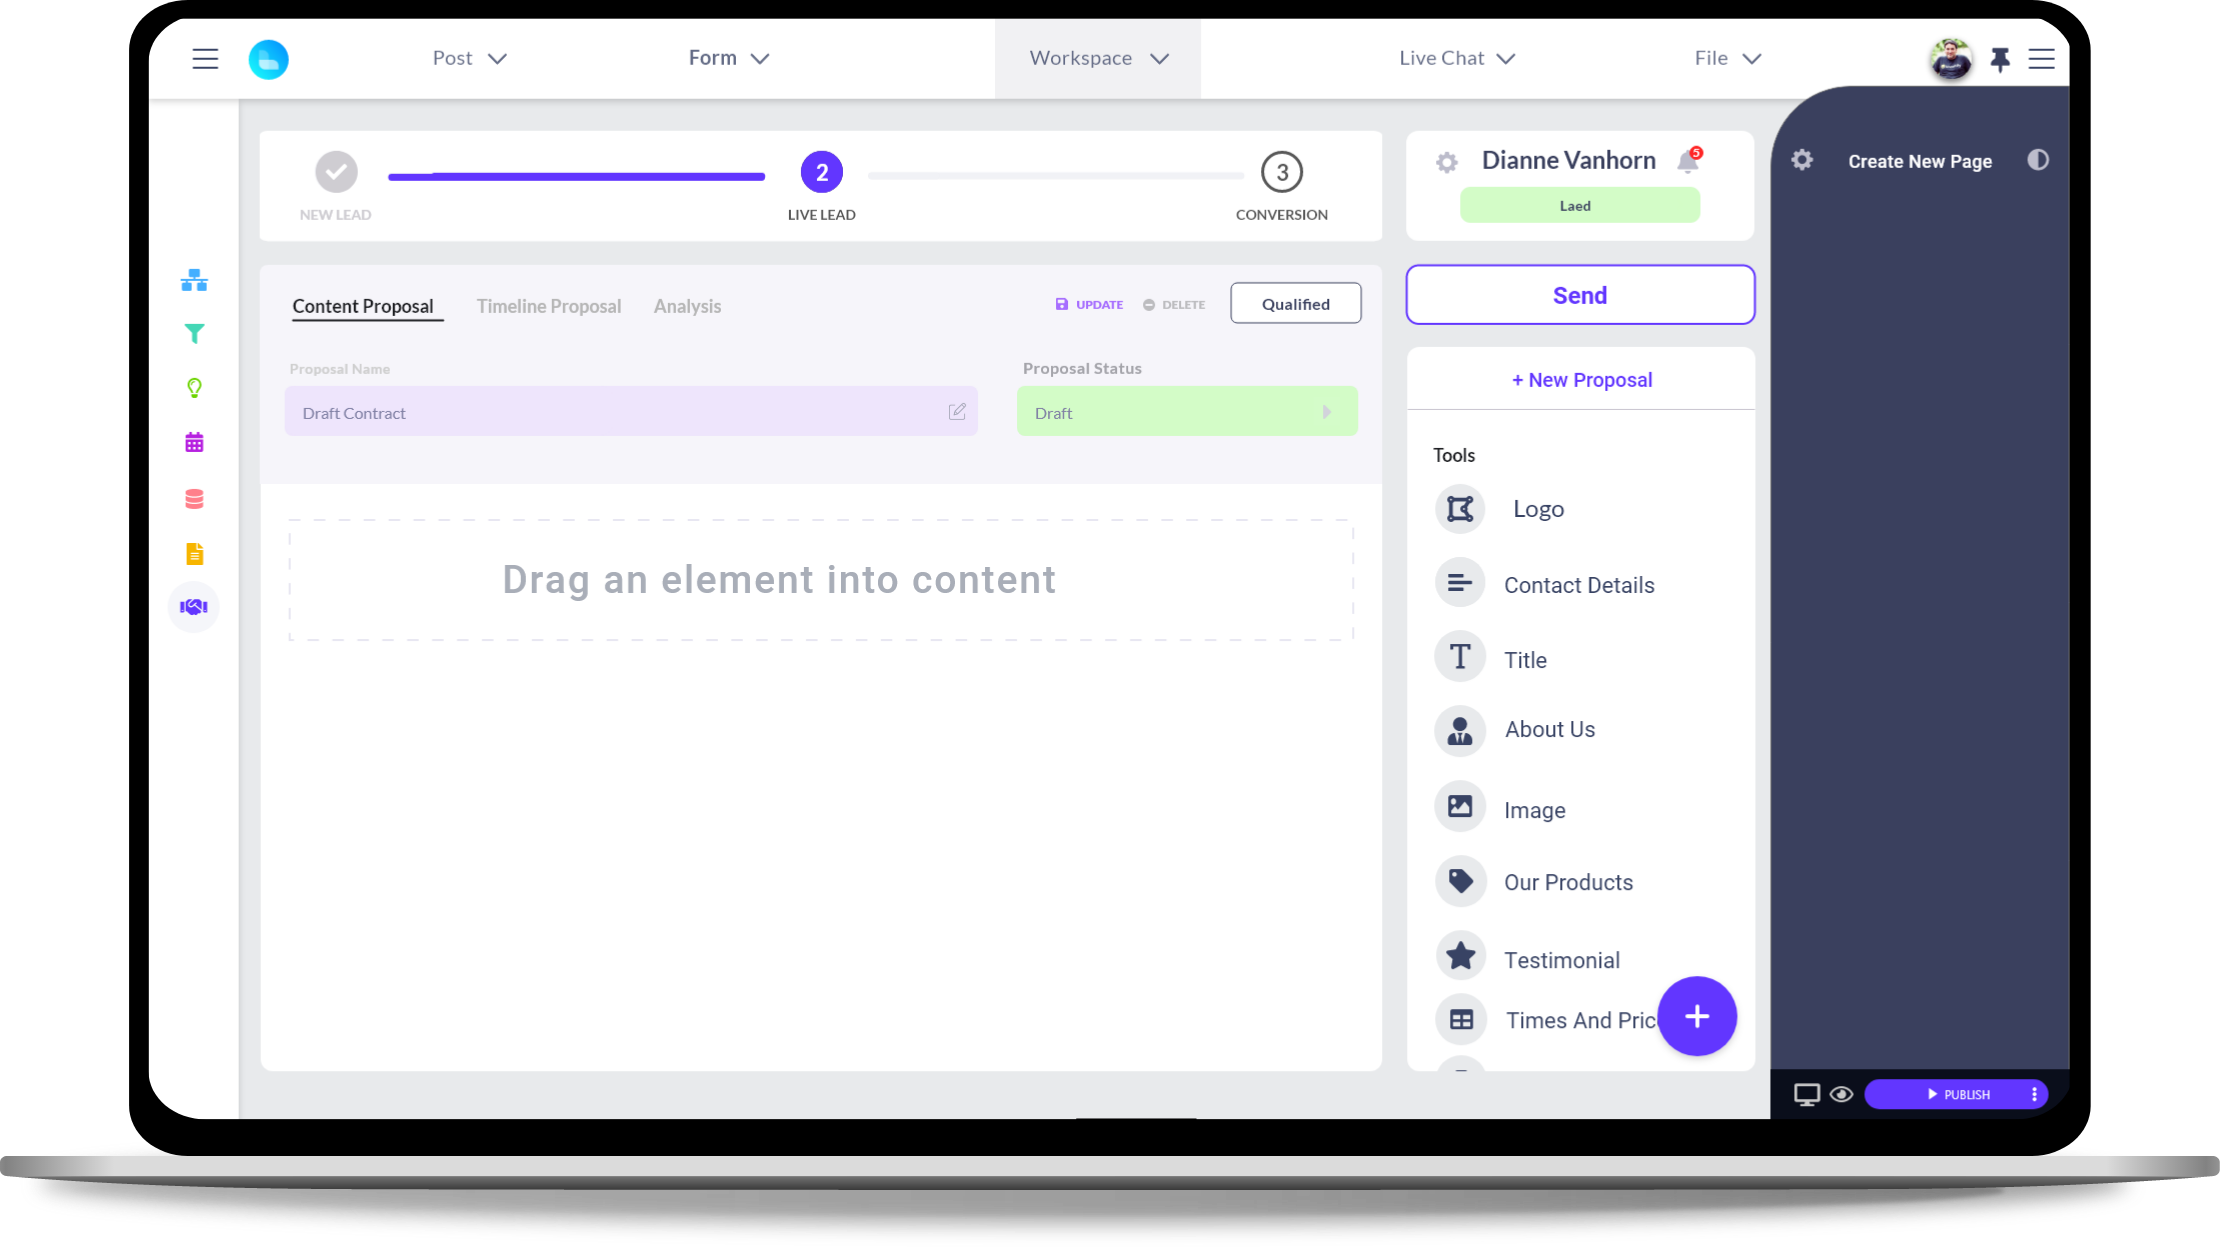 Post
Form
Workspace
Live Chat
File
2
3
NEW LEAD
LIVE LEAD
CONVERSION
Dianne Vanhorn
5
Laed
Create New Page
Content Proposal
Timeline Proposal
Analysis
UPDATE
DELETE
Qualified
Send
Proposal Name
Proposal Status
Draft Contract
Draft
+ New Proposal
Drag an element into content
Tools
Logo
Contact Details
T
Title
About Us
Image
Our Products
Testimonial
Times And Pric
+
PUBLISH